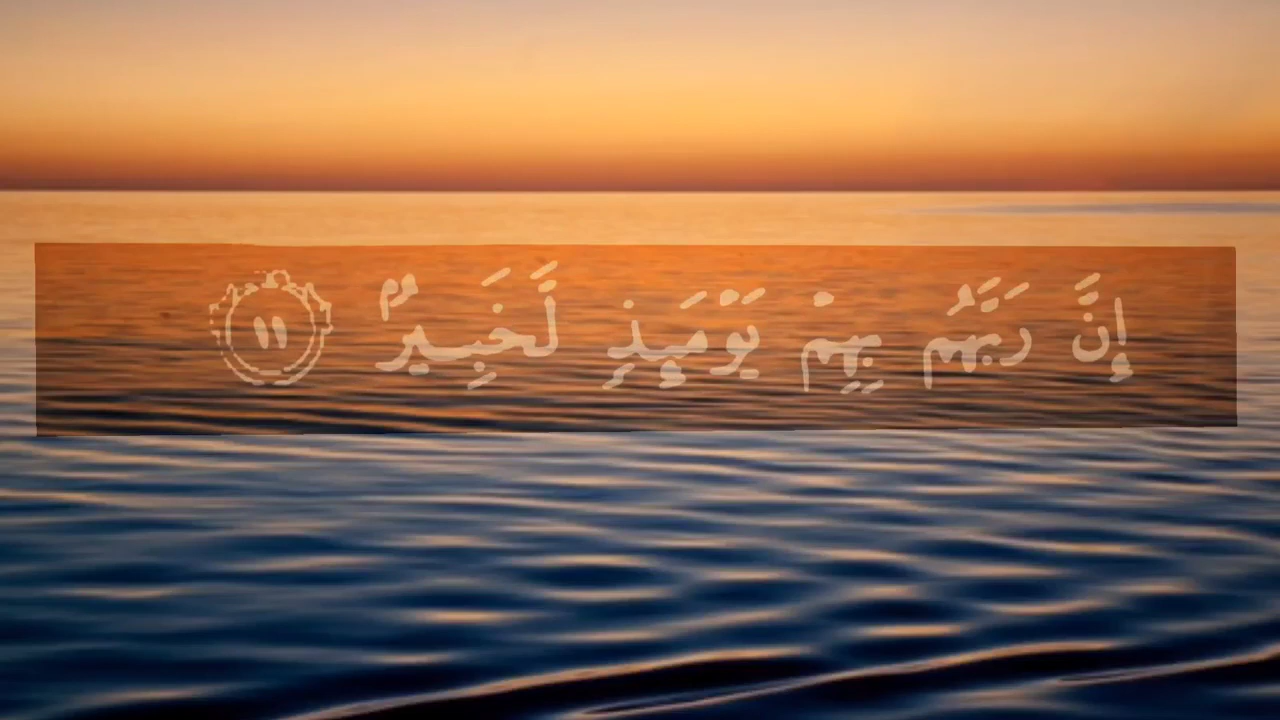 إِنَّ رَبَّهُم بِهِمْ يَوْمَئِذٍ لَّخَبِيرٌ ١١